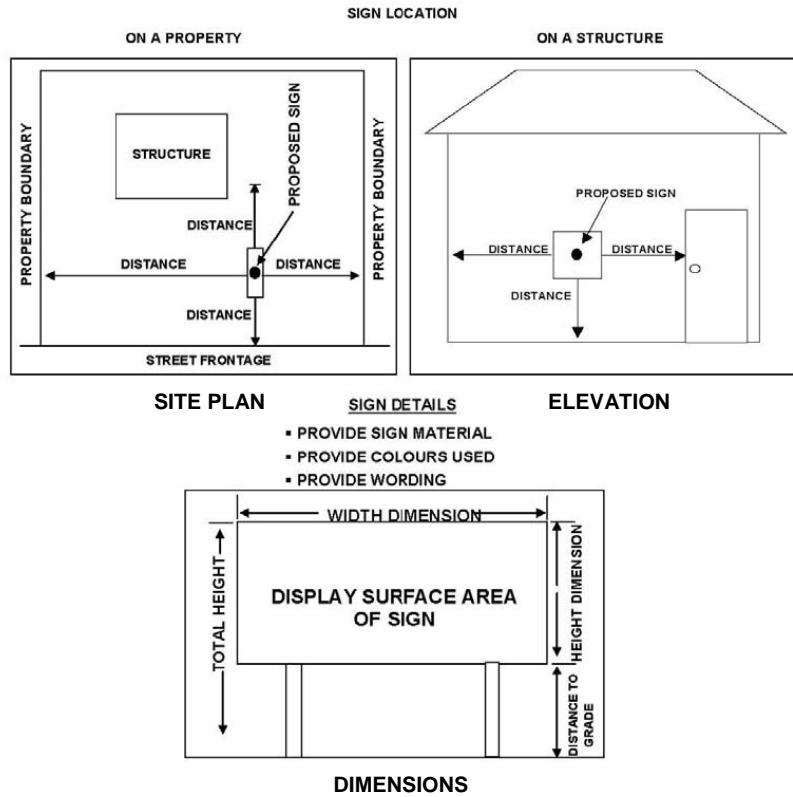 SIGN LOCATION
ON A PROPERTY
ON A STRUCTURE
PROPERTY BOUNDARY
STRUCTURE
PROPOSED SIGN
PROPERTY BOUNDARY
DISTANCE
DISTANCE
DISTANCE
DISTANCE
STREET FRONTAGE
PROPOSED SIGN
DISTANCE
DISTANCE
DISTANCE
SITE PLAN
ELEVATION
SIGN DETAILS
▪ PROVIDE SIGN MATERIAL
▪ PROVIDE COLOURS USED
▪ PROVIDE WORDING
WIDTH DIMENSION
TOTAL HEIGHT
DISPLAY SURFACE AREA
OF SIGN
HEIGHT DIMENSION
DISTANCE TO
GRADE
DIMENSIONS